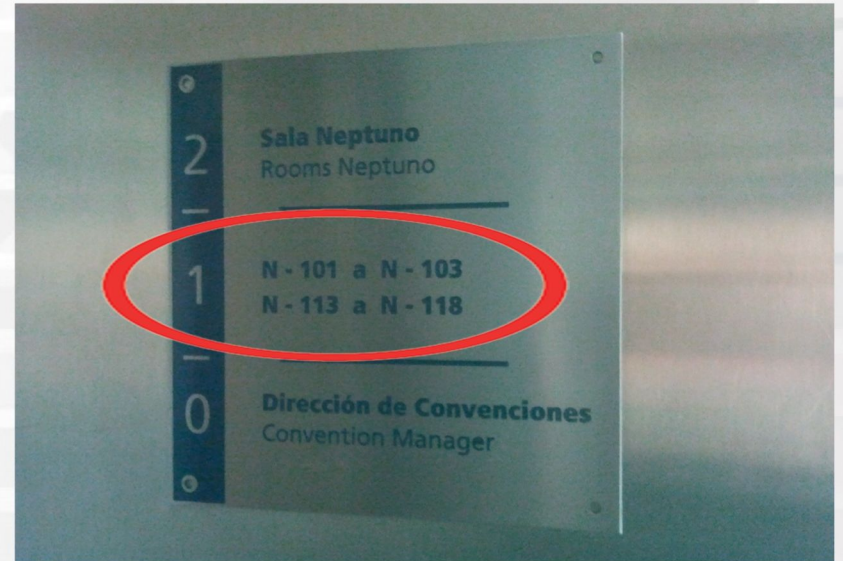 2
Sala Neptuno
Rooms Neptuno
1
N - 101 a N - 103
N - 113 a N - 118
0
Dirección de Convenciones
Convention Manager